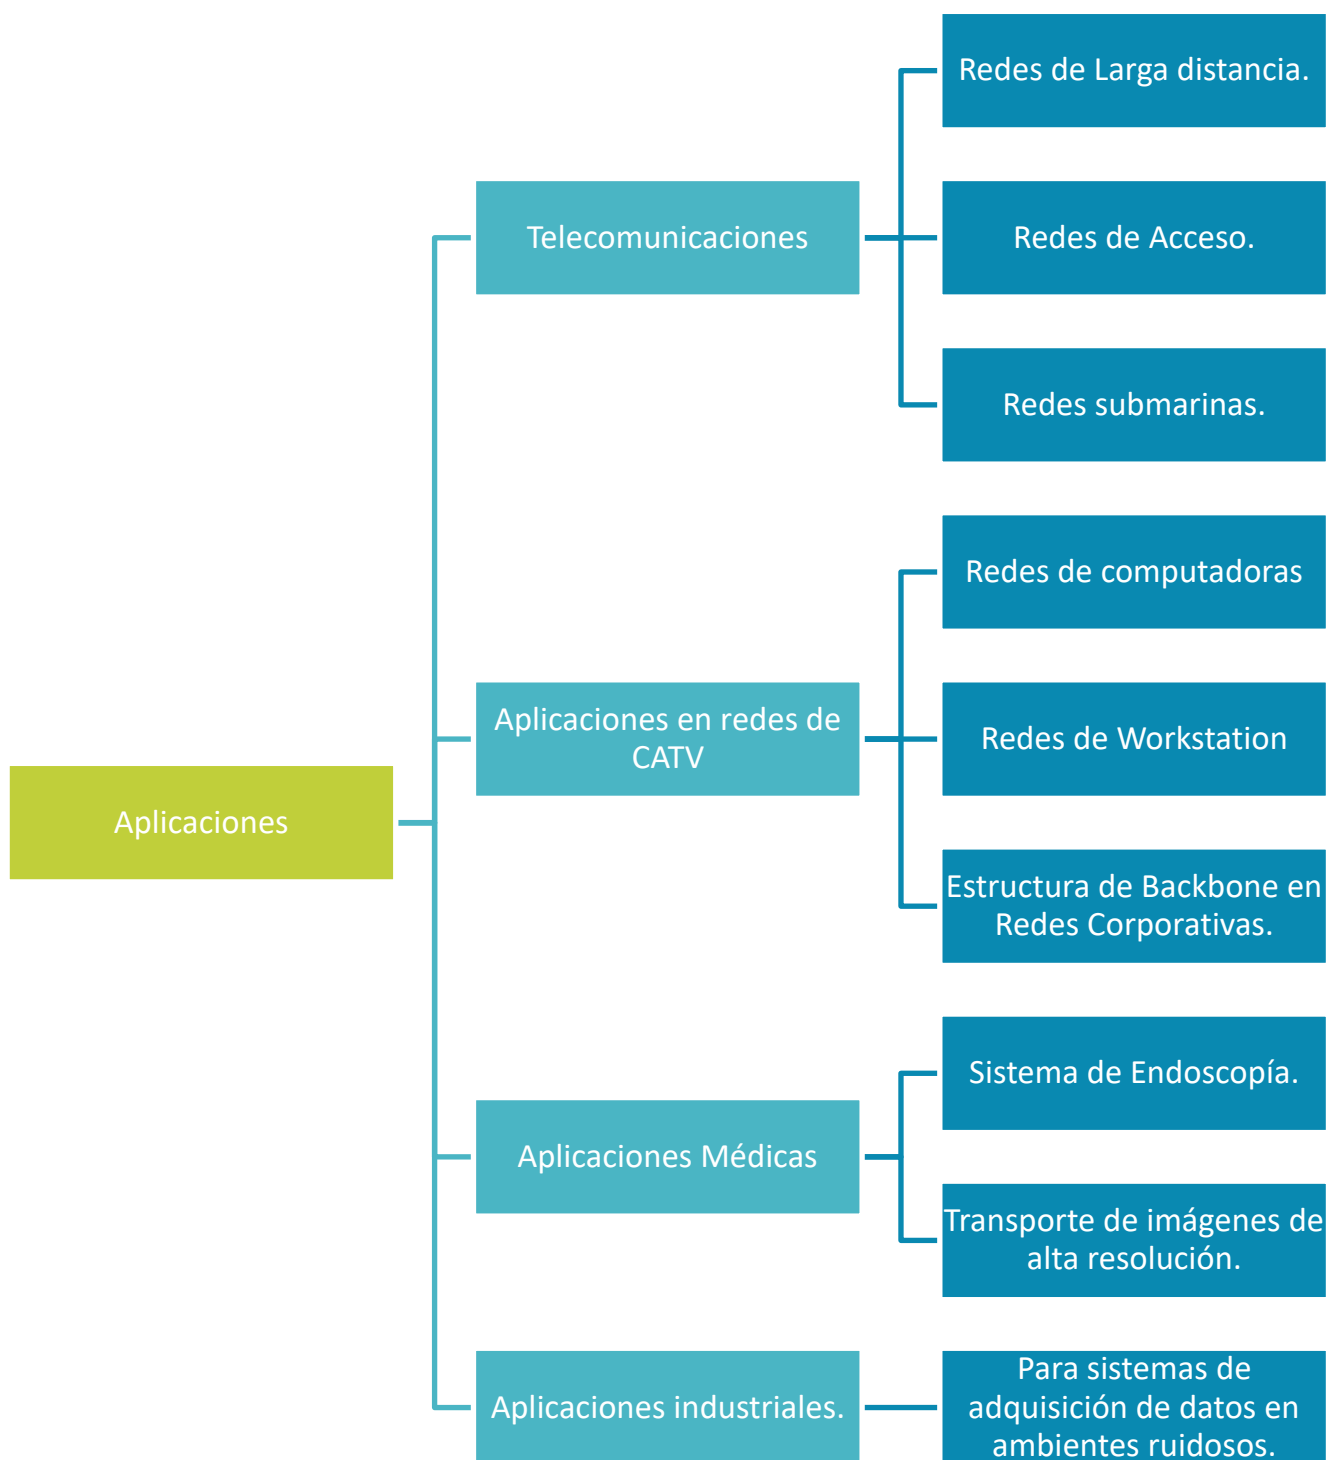 Aplicaciones
Telecomunicaciones
Redes de Larga distancia.
Redes de Acceso.
Redes submarinas.
Aplicaciones en redes de
CATV
Redes de computadoras
Redes de Workstation
Estructura de Backbone en
Redes Corporativas.
Aplicaciones Médicas
Sistema de Endoscopía.
Transporte de imágenes de
alta resolución.
Aplicaciones industriales.
Para sistemas de
adquisición de datos en
ambientes ruidosos.